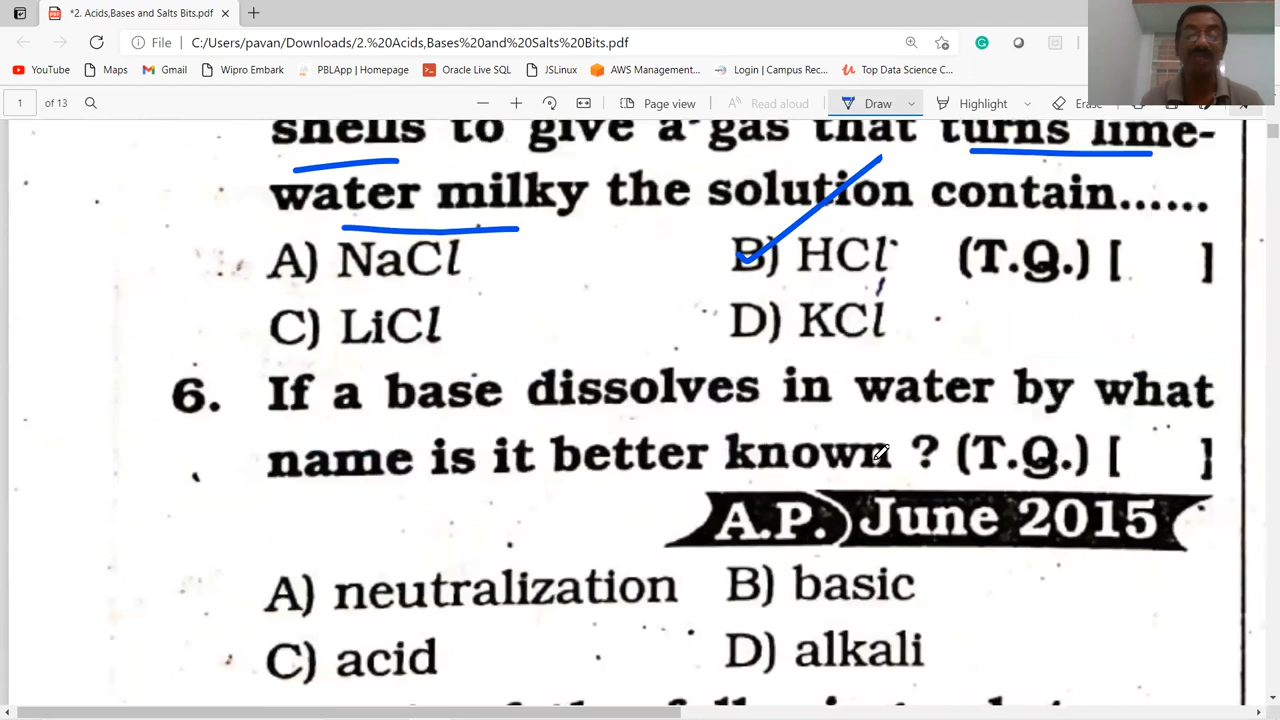 *2. Acids,Bases and Salts Bits.pdf
File C:/Users/pavan/Downloads/2.%20Acids,Bases%20and%20Salts%20Bits.pdf
YouTube Maps Gmail Wipro Embark PBLApp | Homepage Online SQL JSLinux AWS Management... Login | Campus Rec... Top Data Science C...
1 of 13 Page view Read aloud Draw Highlight Erase
shells to give a gas that turns lime-
water milky the solution contain......
A) NaCl B) HCl (T.Q.) [ ]
C) LiCl D) KCl
6. If a base dissolves in water by what
name is it better known ? (T.Q.) [ ]
A.P. June 2015
A) neutralization B) basic
C) acid D) alkali